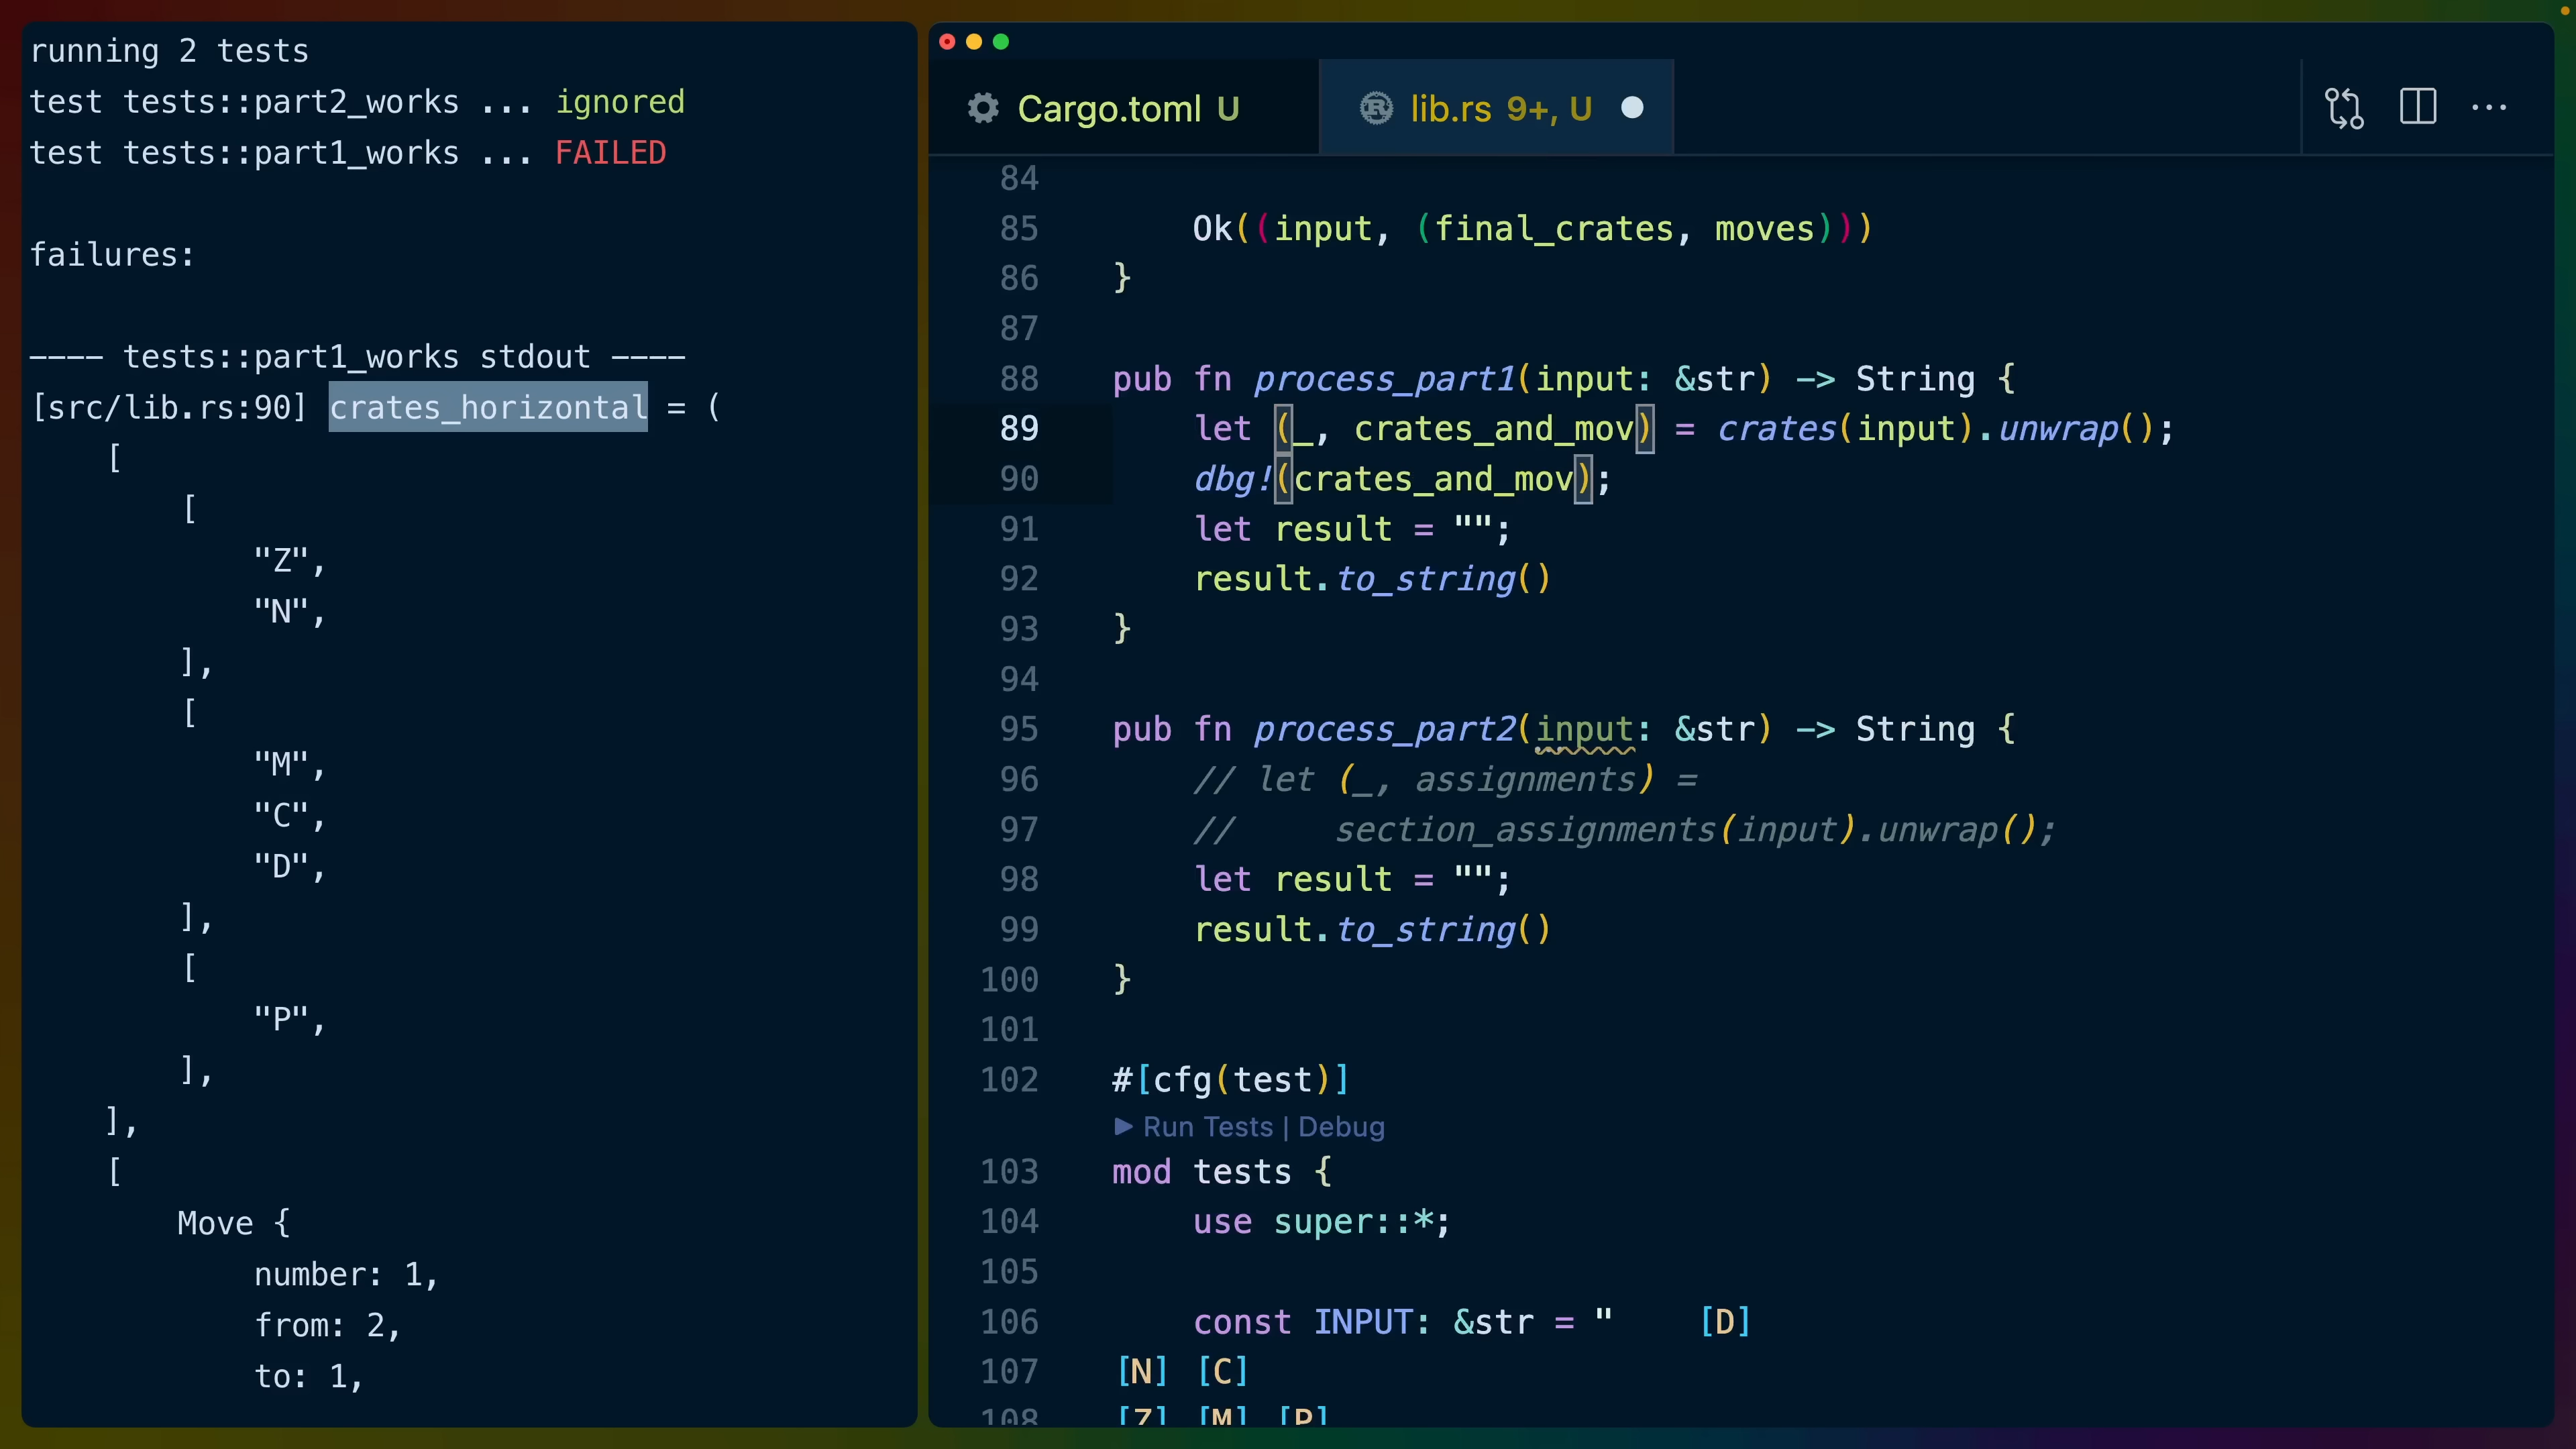 running 2 tests
test tests::part2_works ... ignored
test tests::part1_works ... FAILED
failures:
---- tests::part1_works stdout ----
[src/lib.rs:90] crates_horizontal = (
[
[
"Z",
"N",
],
[
"M",
"C",
"D",
],
[
"P",
],
],
[
Move {
number: 1,
from: 2,
to: 1,
Cargo.toml U
lib.rs 9+, U
84
85 Ok((input, (final_crates, moves)))
86 }
87
88 pub fn process_part1(input: &str) -> String {
89 let (_, crates_and_mov) = crates(input).unwrap();
90 dbg!(crates_and_mov);
91 let result = "";
92 result.to_string()
93 }
94
95 pub fn process_part2(input: &str) -> String {
96 // let (_, assignments) =
97 //     section_assignments(input).unwrap();
98 let result = "";
99 result.to_string()
100 }
101
102 #[cfg(test)]
▶ Run Tests | Debug
103 mod tests {
104 use super::*;
105
106 const INPUT: &str = "    [D]
107 [N] [C]
108 [Z] [M] [P]